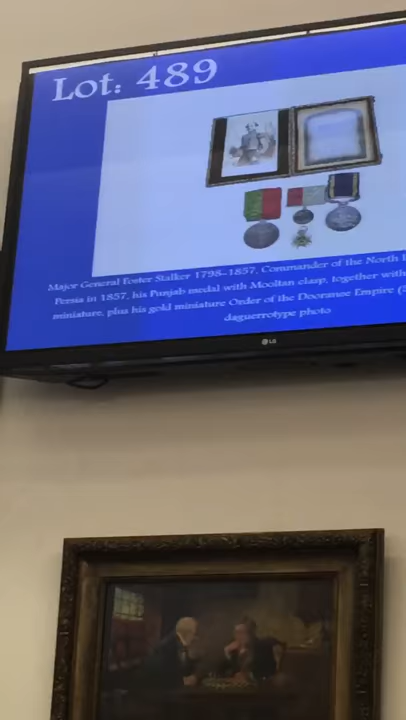 Lot: 489
Major General Foster Stalker 1798-1857, Commander of the North
Persia in 1857, his Punjab medal with Mooltan clasp, together with
miniature, plus his gold miniature Order of the Dooranee Empire
daguerrotype photo
LG